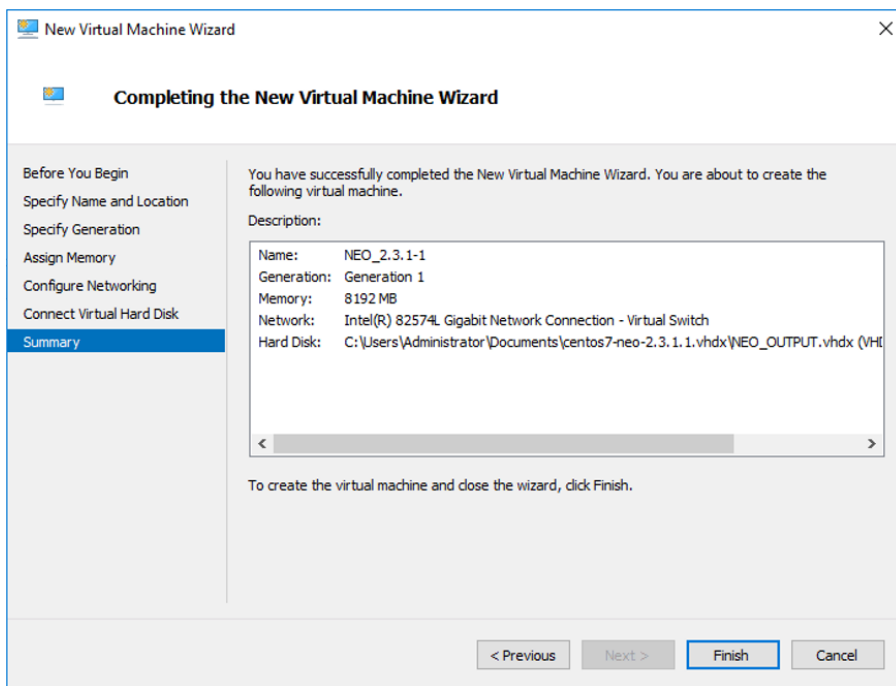 New Virtual Machine Wizard
Completing the New Virtual Machine Wizard
Before You Begin
Specify Name and Location
Specify Generation
Assign Memory
Configure Networking
Connect Virtual Hard Disk
Summary
You have successfully completed the New Virtual Machine Wizard. You are about to create the
following virtual machine.
Description:
Name: NEO_2.3.1-1
Generation: Generation 1
Memory: 8192 MB
Network: Intel(R) 82574L Gigabit Network Connection - Virtual Switch
Hard Disk: C:\Users\Administrator\Documents\centos7-neo-2.3.1.1.vhdx\NEO_OUTPUT.vhdx (VHD
To create the virtual machine and close the wizard, click Finish.
< Previous Next > Finish Cancel